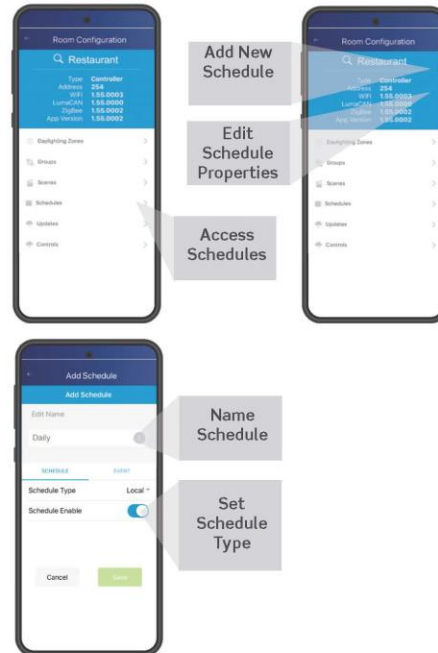 Room Configuration
Restaurant
Type Controller
Address 254
WiFi 1.55.0003
LumaCAN 1.55.0000
ZigBee 1.55.0002
App Version 1.55.0002
Daylighting Zones
Groups
Scenes
Schedules
Updates
Controls
Add New
Schedule
Edit
Schedule
Properties
Access
Schedules
Room Configuration
Restaurant
Type Controller
Address 254
WiFi 1.55.0003
LumaCAN 1.55.0000
ZigBee 1.55.0002
App Version 1.55.0002
Daylighting Zones
Groups
Scenes
Schedules
Updates
Controls
Add Schedule
Add Schedule
Edit Name
Daily
SCHEDULE EVENT
Schedule Type Local
Schedule Enable
Cancel Save
Name
Schedule
Set
Schedule
Type